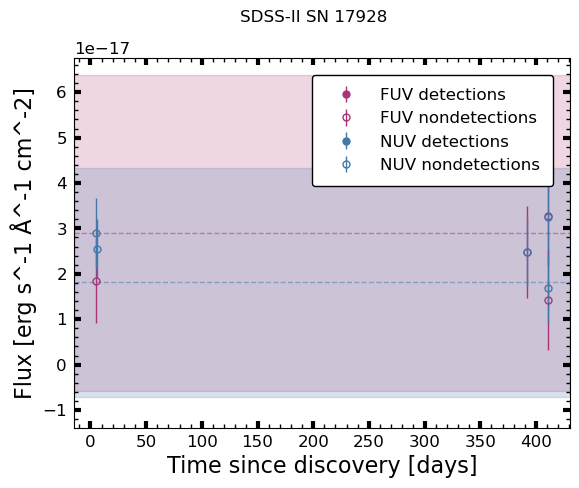 SDSS-II SN 17928
1e−17
FUV detections
FUV nondetections
NUV detections
NUV nondetections
6
5
4
3
2
1
0
−1
Flux [erg s^-1 Å^-1 cm^-2]
0 50 100 150 200 250 300 350 400
Time since discovery [days]